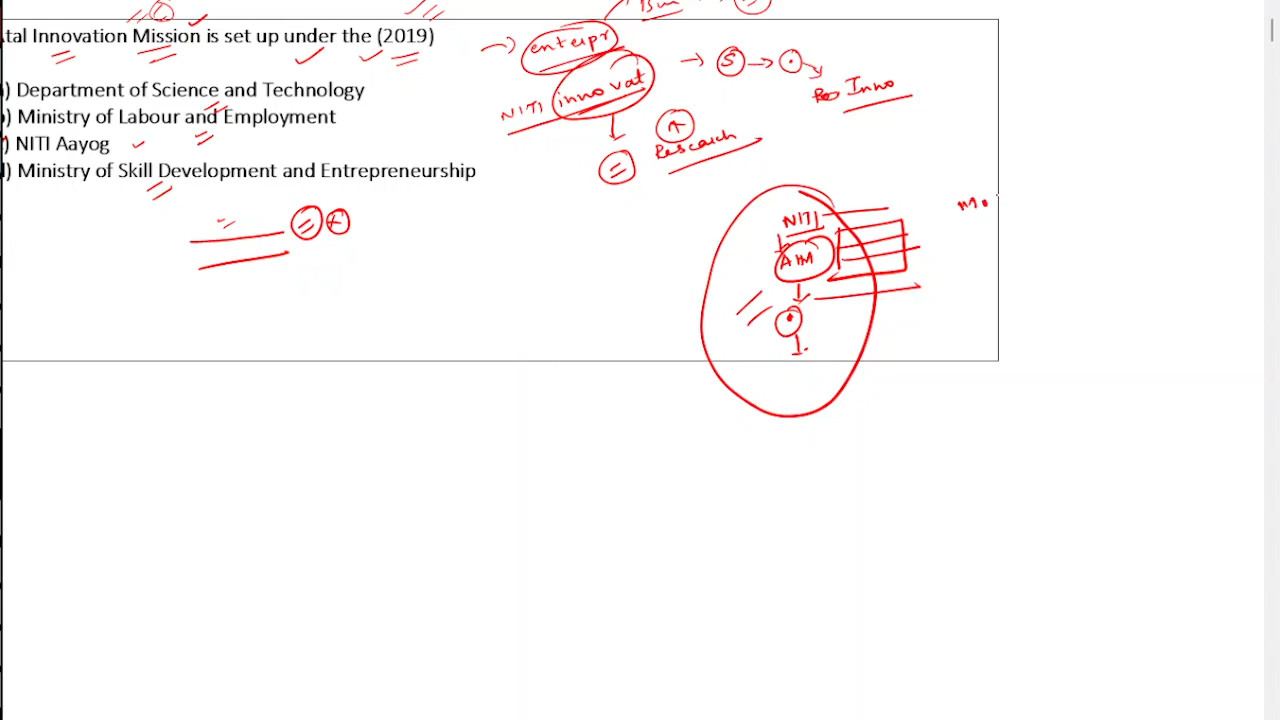 tal Innovation Mission is set up under the (2019)
) Department of Science and Technology
) Ministry of Labour and Employment
) NITI Aayog
) Ministry of Skill Development and Entrepreneurship
enterpr
NITI innovat
S
Inno
Research
NITI
AIM
I.
M.